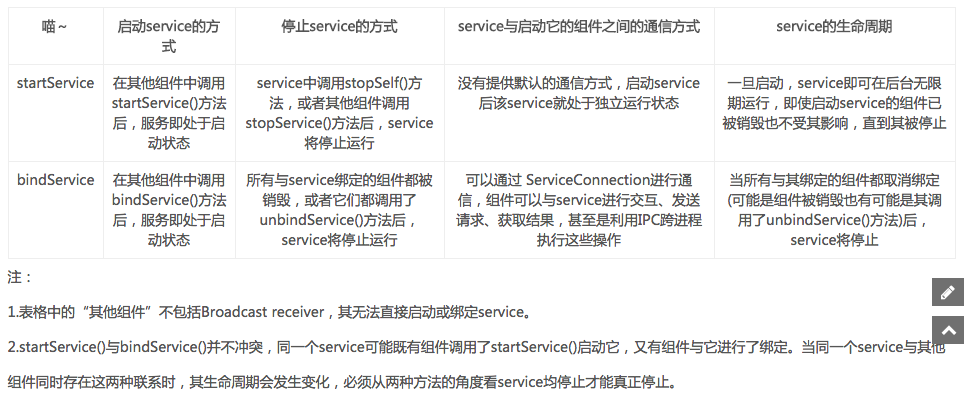 喵～
启动service的方
式
停止service的方式
service与启动它的组件之间的通信方式
service的生命周期
startService
在其他组件中调用
startService()方法
后，服务即处于启
动状态
service中调用stopSelf()方
法，或者其他组件调用
stopService()方法后，service
将停止运行
没有提供默认的通信方式，启动service
后该service就处于独立运行状态
一旦启动，service即可在后台无限
期运行，即使启动service的组件已
被销毁也不受其影响，直到其被停止
bindService
在其他组件中调用
bindService()方法
后，服务即处于启
动状态
所有与service绑定的组件都被
销毁，或者它们都调用了
unbindService()方法后，
service将停止运行
可以通过 ServiceConnection进行通
信，组件可以与service进行交互、发送
请求、获取结果，甚至是利用IPC跨进程
执行这些操作
当所有与其绑定的组件都取消绑定
(可能是组件被销毁也有可能是其调
用了unbindService()方法)后，
service将停止
注：
1.表格中的“其他组件”不包括Broadcast receiver，其无法直接启动或绑定service。
2.startService()与bindService()并不冲突，同一个service可能既有组件调用了startService()启动它，又有组件与它进行了绑定。当同一个service与其他
组件同时存在这两种联系时，其生命周期会发生变化，必须从两种方法的角度看service均停止才能真正停止。